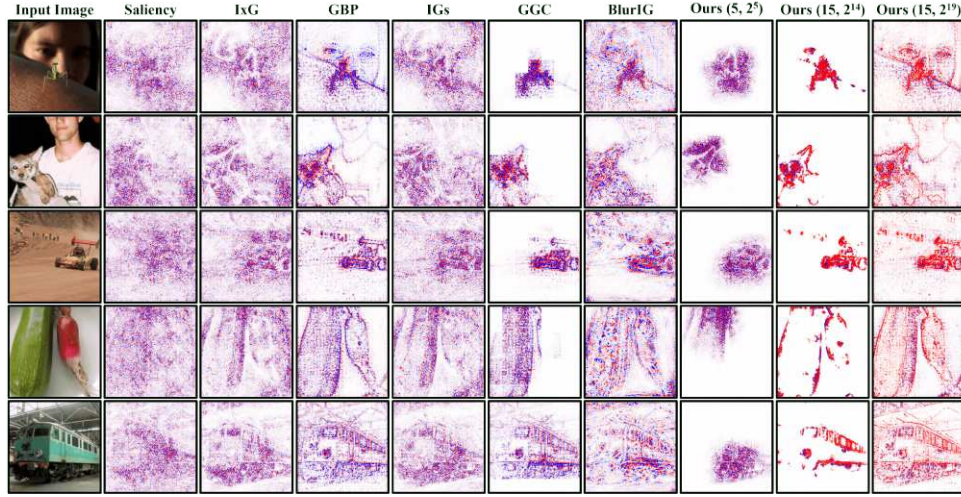 Input Image Saliency IxG GBP IGs GGC BlurIG Ours (5, 2⁵) Ours (15, 2¹⁴) Ours (15, 2¹⁹)